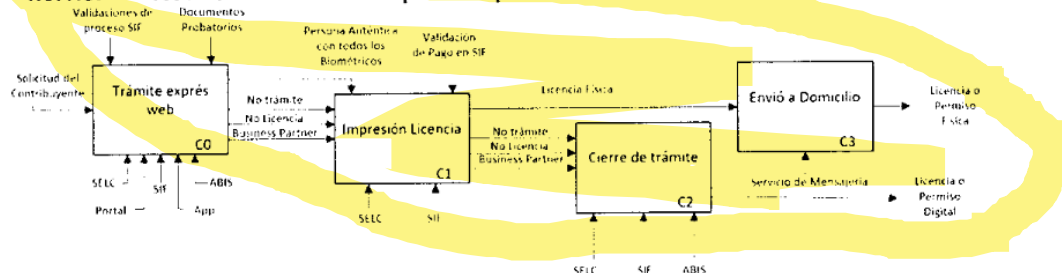 Validaciones de
proceso SIF
Documentos
Probatorios
Persona Autentica
con todos los
Biométricos
Validación
de Pago en SIF
Solicitud del
Contribuyente
Trámite exprés
web
C0
No trámite
No Licencia
Business Partner
Impresión Licencia
C1
Licencia Física
Envió a Domicilio
C3
Licencia o
Permiso
Física
No trámite
No Licencia
Business Partner
Cierre de trámite
C2
Servicio de Mensajería
Licencia o
Permiso
Digital
SELC
SIF
ABIS
Portal
App
SELC
SIF
SELC
SIF
ABIS